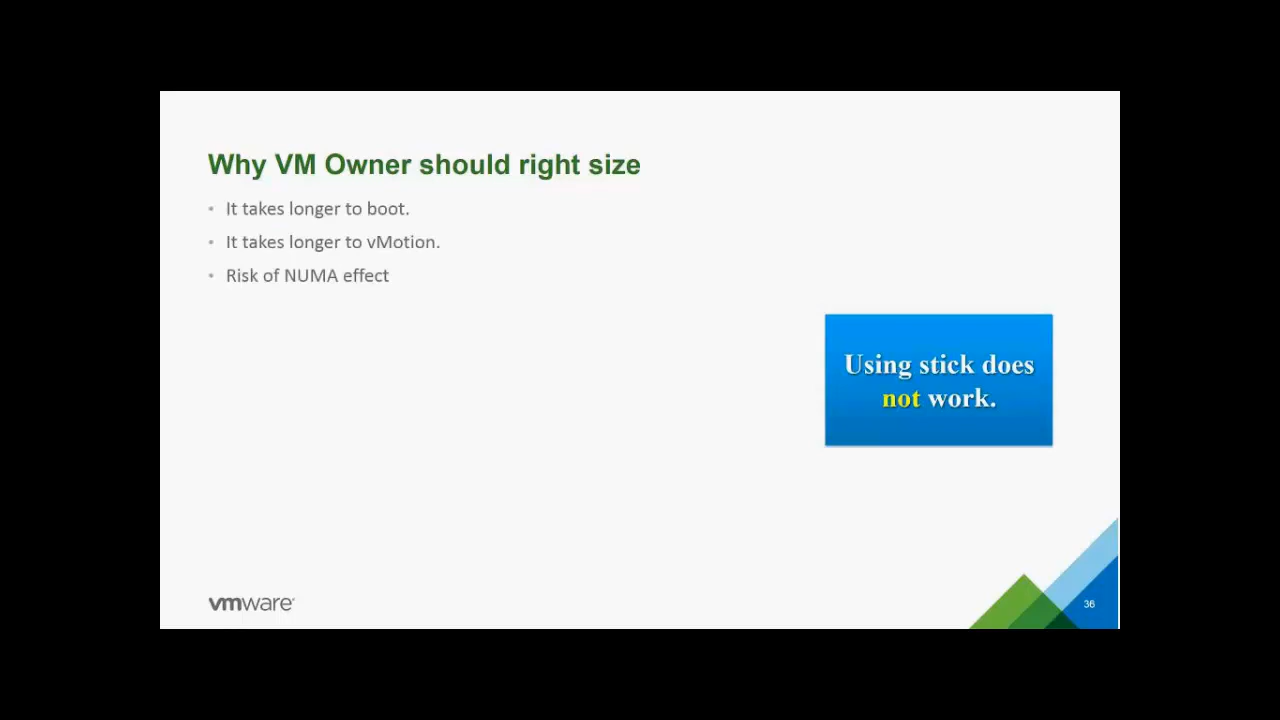 Why VM Owner should right size
• It takes longer to boot.
• It takes longer to vMotion.
• Risk of NUMA effect
Using stick does
not work.
vmware
36